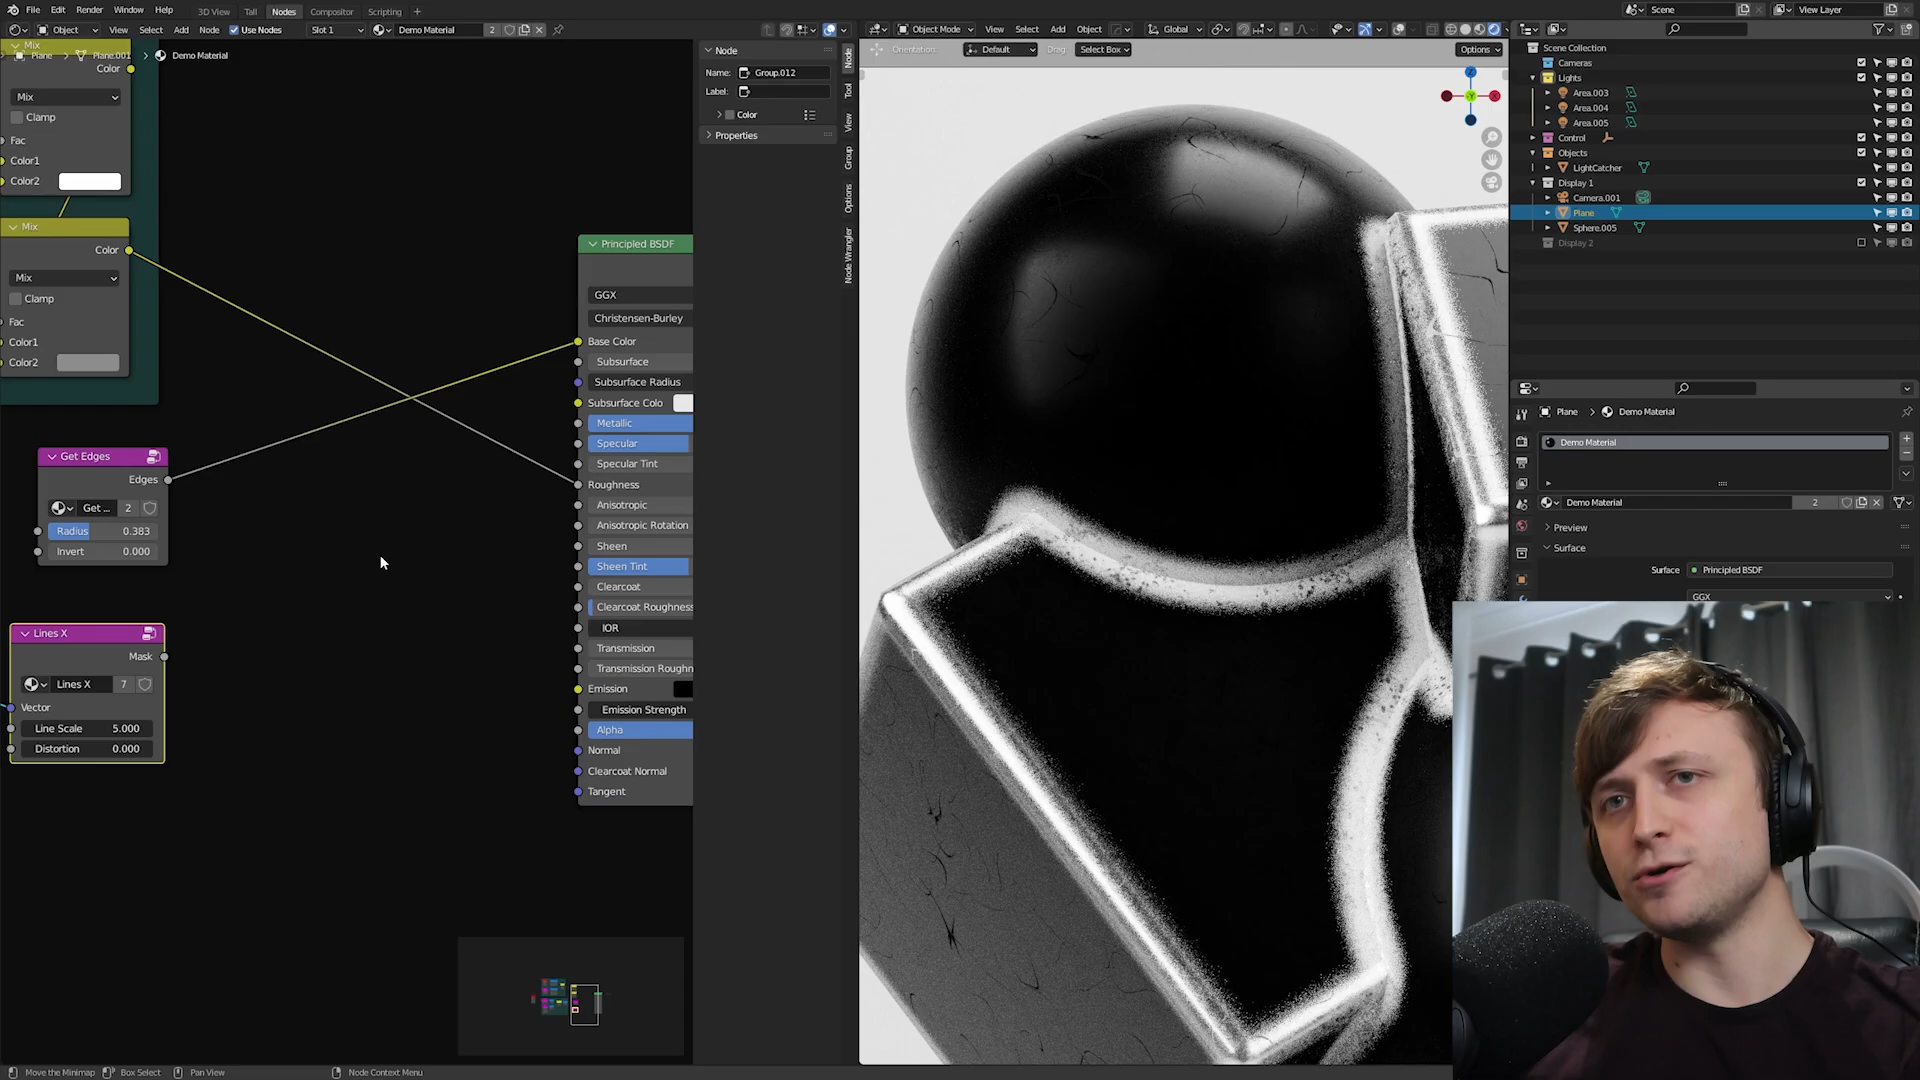 File Edit Render Window Help 3D View Tall Nodes Compositor Scripting + Scene View Layer
Object View Select Add Object Node Use Nodes Slot 1 Demo Material 2
Object Mode View Select Add Object Global
Orientation: Default Drag: Select Box Options
Plane > Plane.001 > Demo Material
Mix
Color
Mix
Clamp
Fac
Color1
Color2
Mix
Color
Mix
Clamp
Fac
Color1
Color2
Get Edges
Edges
Get ... 2
Radius 0.383
Invert 0.000
Lines X
Mask
Lines X 7
Vector
Line Scale 5.000
Distortion 0.000
Principled BSDF
GGX
Christensen-Burley
Base Color
Subsurface
Subsurface Radius
Subsurface Colo
Metallic
Specular
Specular Tint
Roughness
Anisotropic
Anisotropic Rotation
Sheen
Sheen Tint
Clearcoat
Clearcoat Roughness
IOR
Transmission
Transmission Roughn
Emission
Emission Strength
Alpha
Normal
Clearcoat Normal
Tangent
Node
Name: Group.012
Label:
Color
Properties
Node
Tool
View
Group
Options
Node Wrangler
Scene Collection
Cameras
Lights
Area.003
Area.004
Area.005
Control
Objects
LightCatcher
Display 1
Camera.001
Plane
Sphere.005
Display 2
Plane > Demo Material
Demo Material
Demo Material 2
Preview
Surface
Surface Principled BSDF
GGX
Move the Minimap Box Select Pan View Node Context Menu